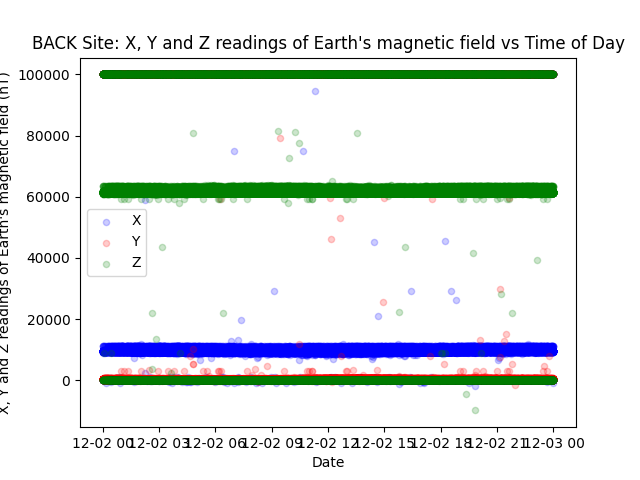 BACK Site: X, Y and Z readings of Earth's magnetic field vs Time of Day
X, Y and Z readings of Earth's magnetic field (nT)
100000
80000
60000
40000
20000
0
X
Y
Z
12-02 00 12-02 03 12-02 06 12-02 09 12-02 12 12-02 15 12-02 18 12-02 21 12-03 00
Date